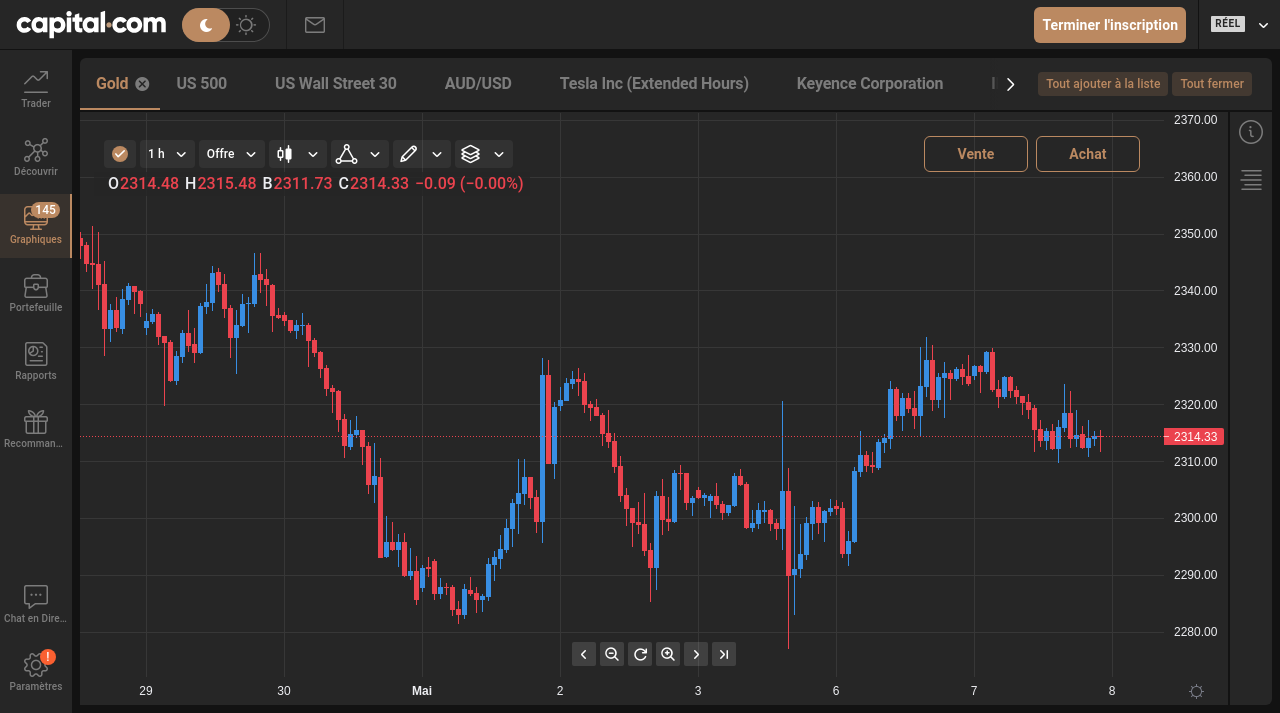 capital.com
Terminer l'inscription
RÉEL
Trader
Découvrir
145
Graphiques
Portefeuille
Rapports
Recomman...
Chat en Dire...
!
Paramètres
Gold
US 500
US Wall Street 30
AUD/USD
Tesla Inc (Extended Hours)
Keyence Corporation
Tout ajouter à la liste
Tout fermer
1 h
Offre
Vente
Achat
O2314.48 H2315.48 B2311.73 C2314.33 −0.09 (−0.00%)
2370.00
2360.00
2350.00
2340.00
2330.00
2320.00
2314.33
2310.00
2300.00
2290.00
2280.00
29
30
Mai
2
3
6
7
8